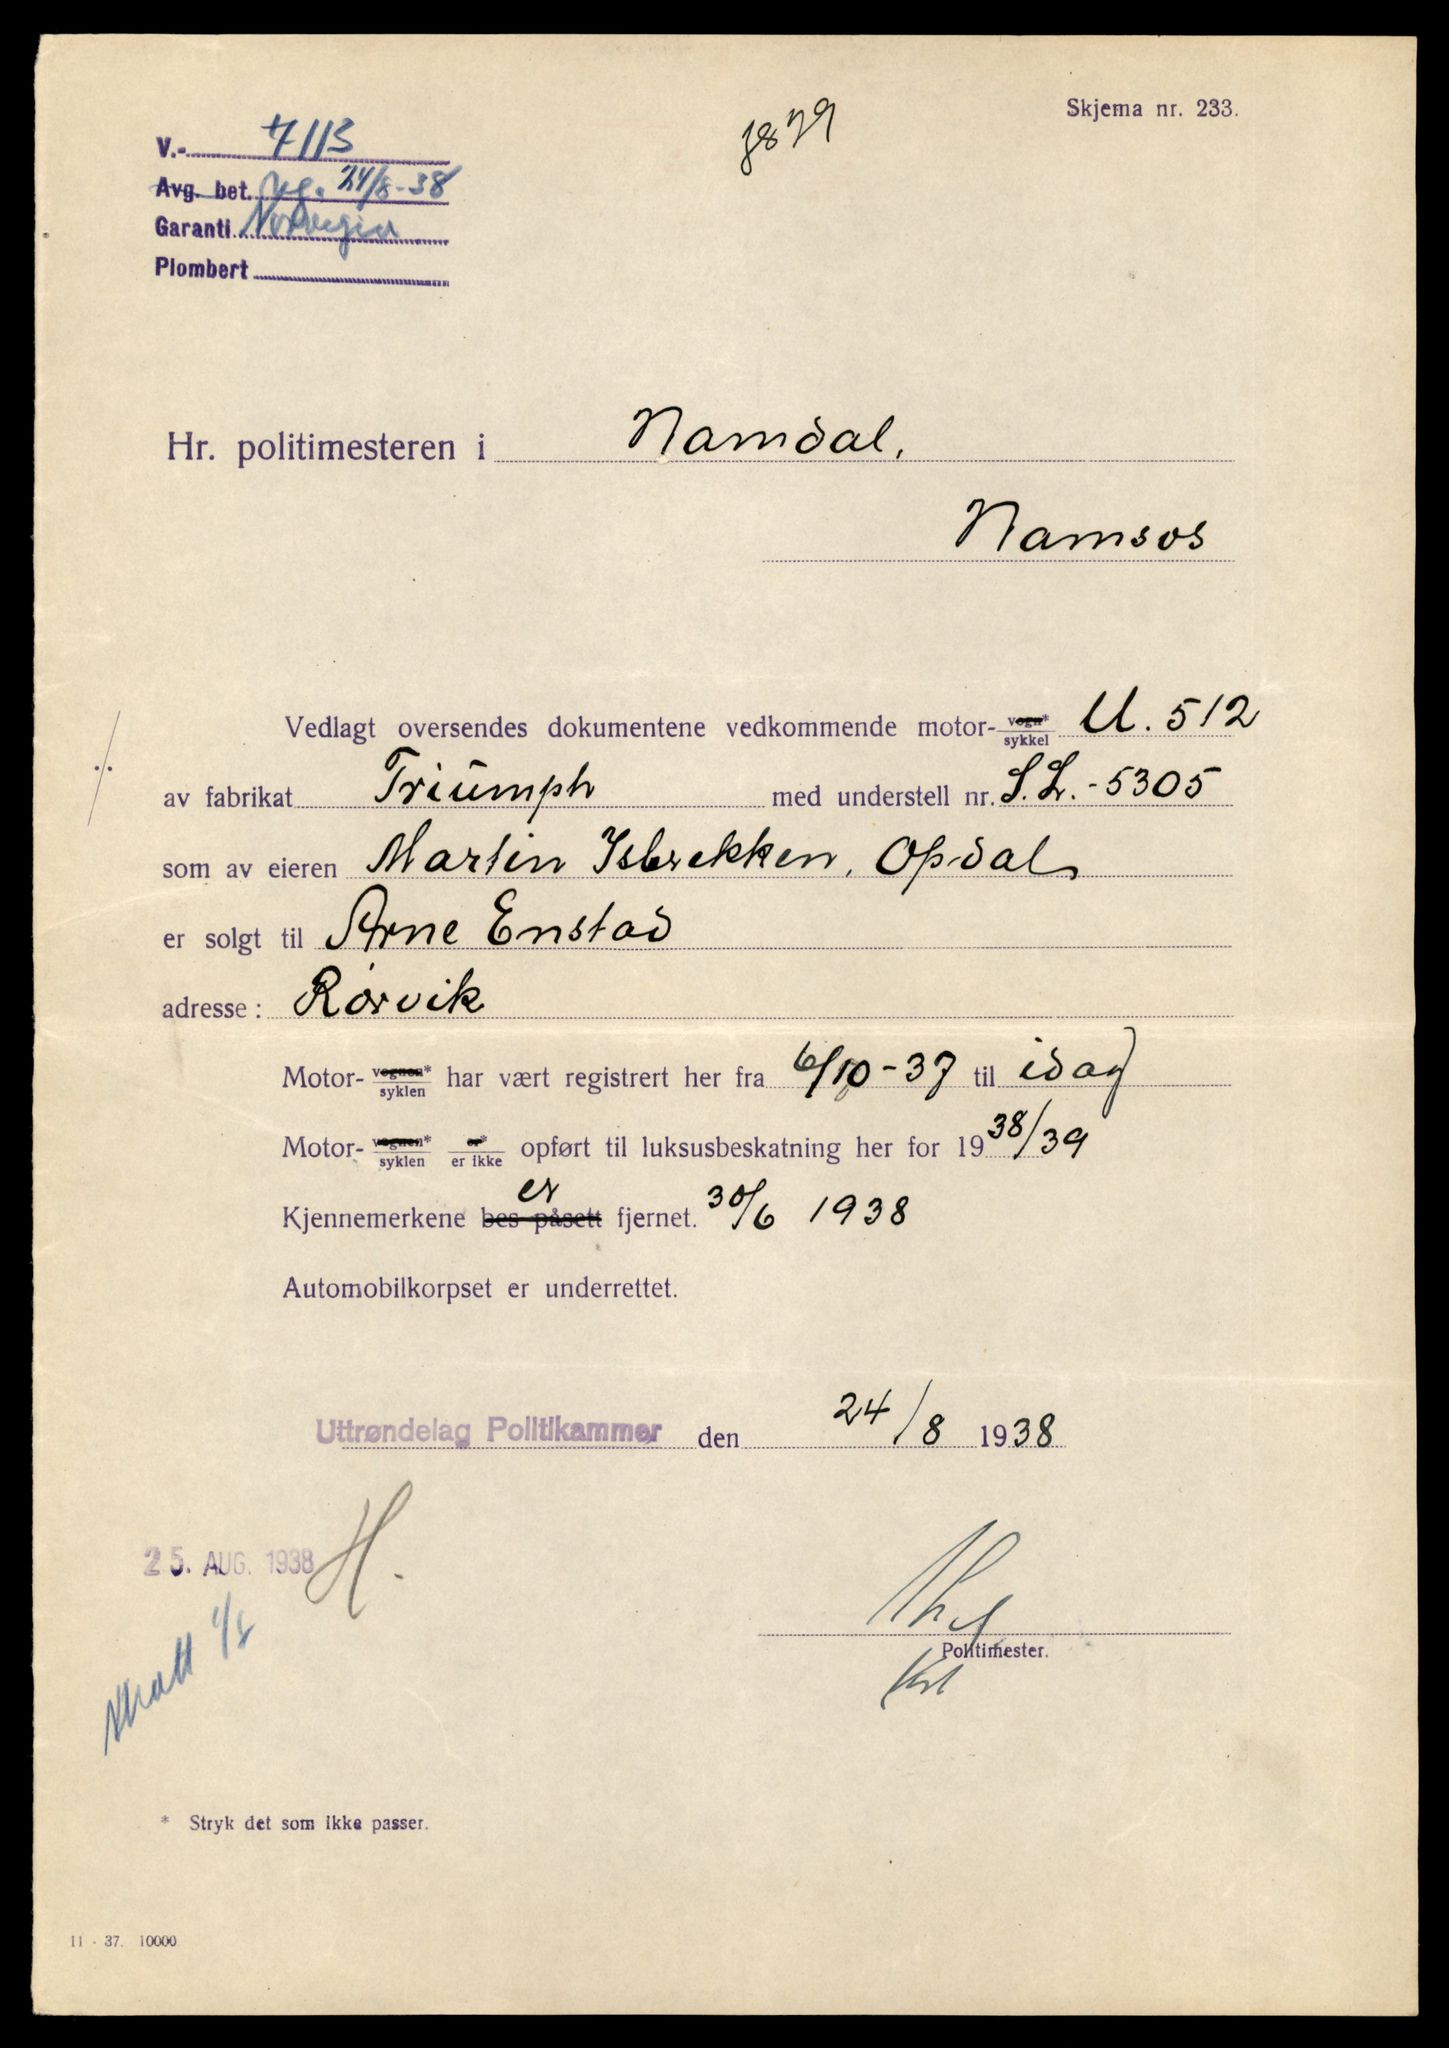 Skjema nr. 233.
V.- 7113
Avg. bet. 24/8-38
Garanti Norvegia
Plombert
Hr. politimesteren i Namdal,
Namsos
Vedlagt oversendes dokumentene vedkommende motor- vogn* sykkel U. 512
av fabrikat Triumph med understell nr. S.L.-5305
som av eieren Martin Isbrekken, Opdal
er solgt til Arne Enstad
adresse: Rørvik
Motor- vognen* syklen har vært registrert her fra 6/10-37 til idag
Motor- vognen* syklen er* er ikke opført til luksusbeskatning her for 1938/39
Kjennemerkene bes påsett er fjernet. 30/6 1938
Automobilkorpset er underrettet.
Uttrøndelag Politikammer den 24/8 1938
25. AUG. 1938 H.
Politimester.
* Stryk det som ikke passer.
11 - 37. 10000